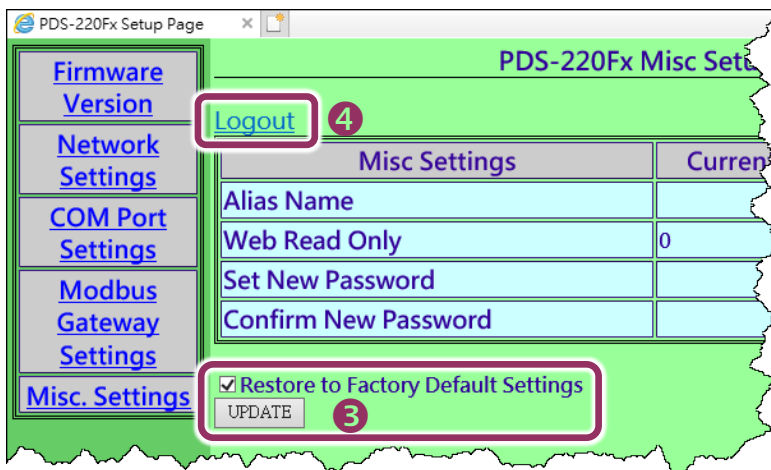 PDS-220Fx Setup Page
PDS-220Fx Misc
Firmware
Version
Network
Settings
COM Port
Settings
Modbus
Gateway
Settings
Misc. Settings
Logout
4
Misc Settings
Alias Name
Web Read Only
0
Set New Password
Confirm New Password
Restore to Factory Default Settings
UPDATE
3